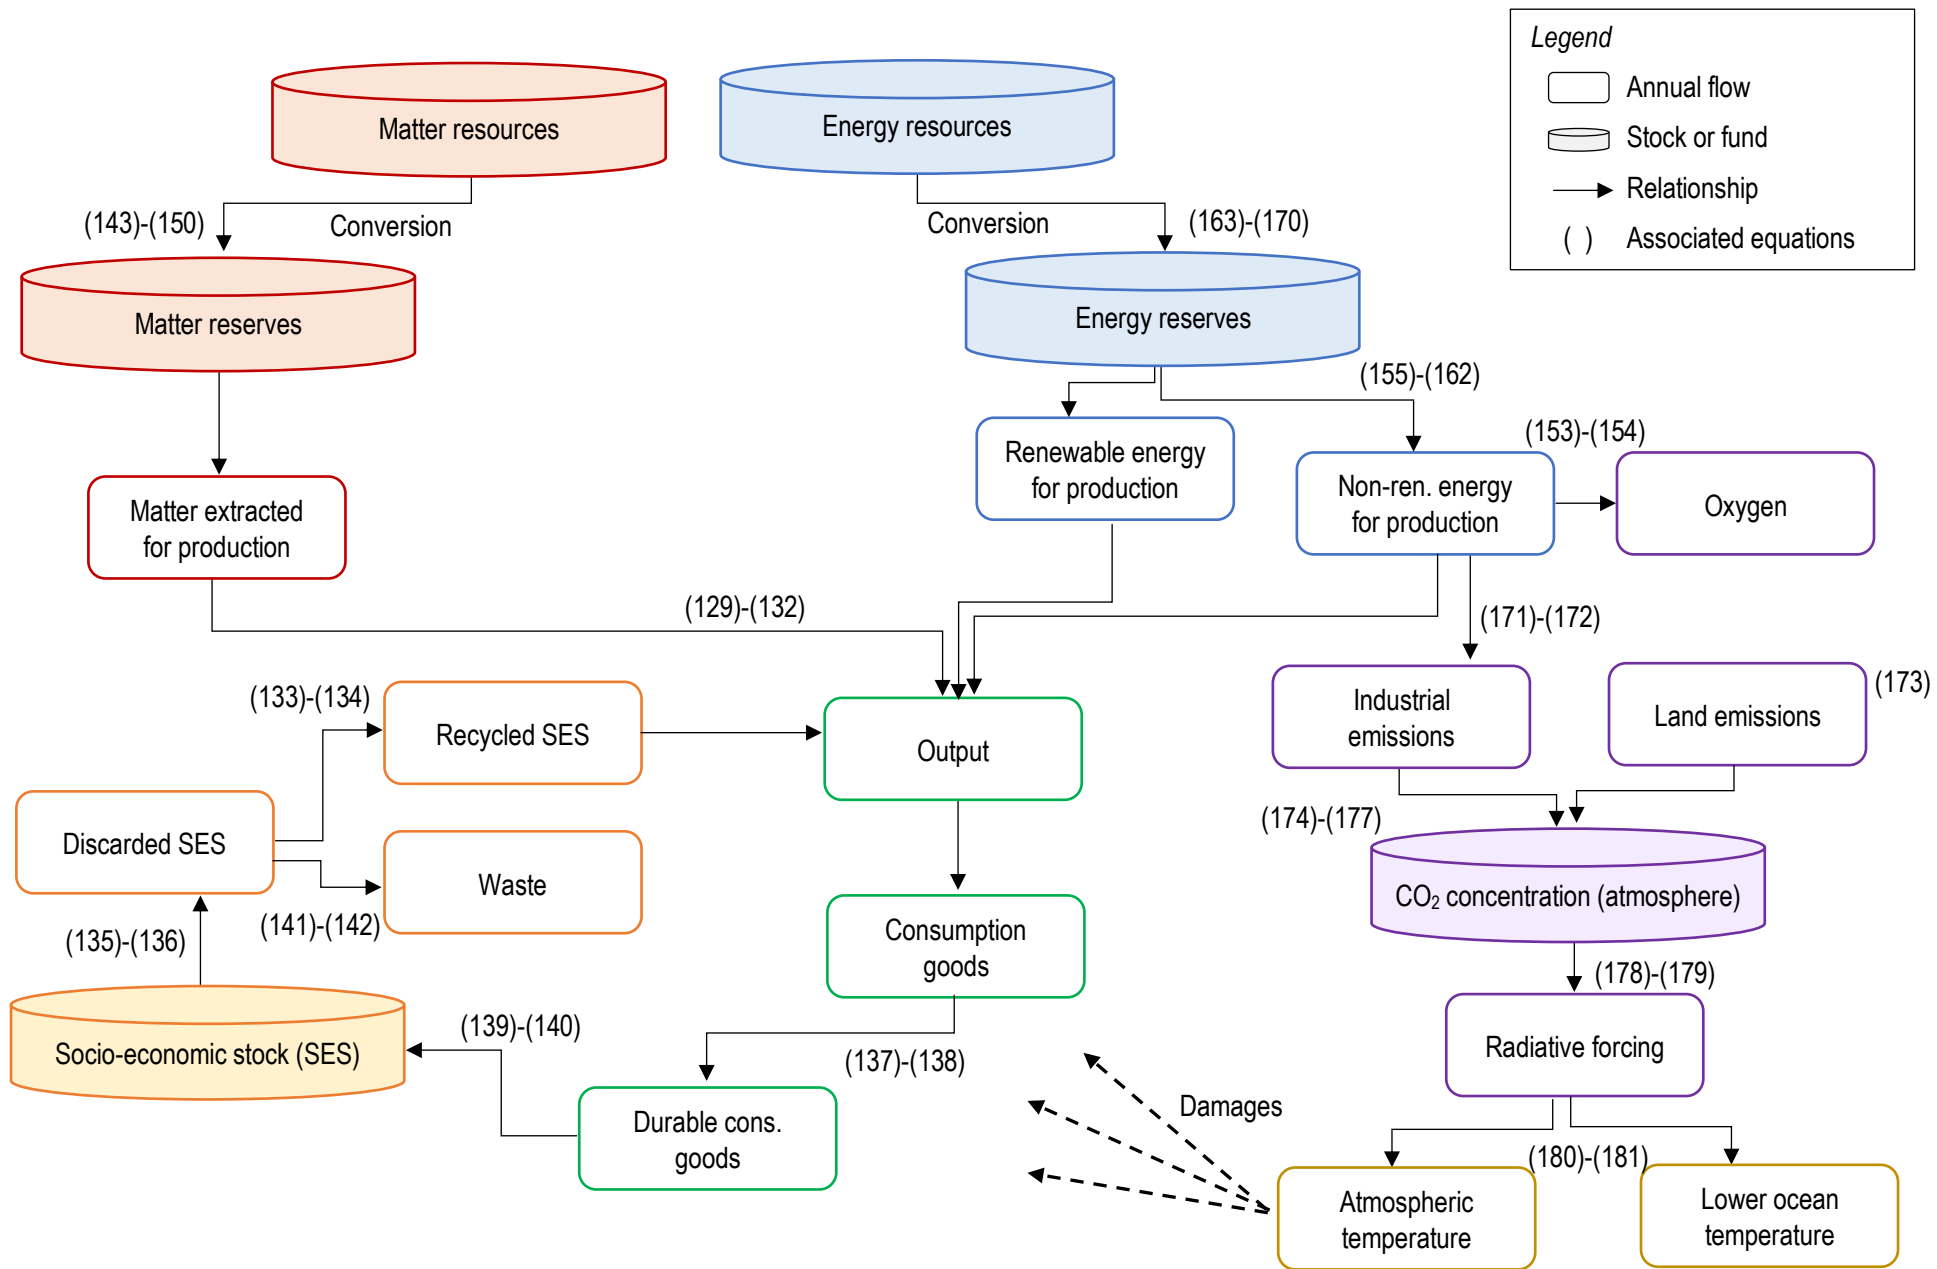 Legend
Annual flow
Stock or fund
Relationship
( ) Associated equations
Matter resources
Energy resources
(143)-(150)
Conversion
Conversion
(163)-(170)
Matter reserves
Energy reserves
(155)-(162)
(153)-(154)
Matter extracted
for production
Renewable energy
for production
Non-ren. energy
for production
Oxygen
(129)-(132)
(171)-(172)
(133)-(134)
Recycled SES
Output
Industrial
emissions
Land emissions
(173)
Discarded SES
Waste
(174)-(177)
CO₂ concentration (atmosphere)
(135)-(136)
(141)-(142)
Consumption
goods
(178)-(179)
Socio-economic stock (SES)
(139)-(140)
(137)-(138)
Radiative forcing
Durable cons.
goods
Damages
(180)-(181)
Atmospheric
temperature
Lower ocean
temperature